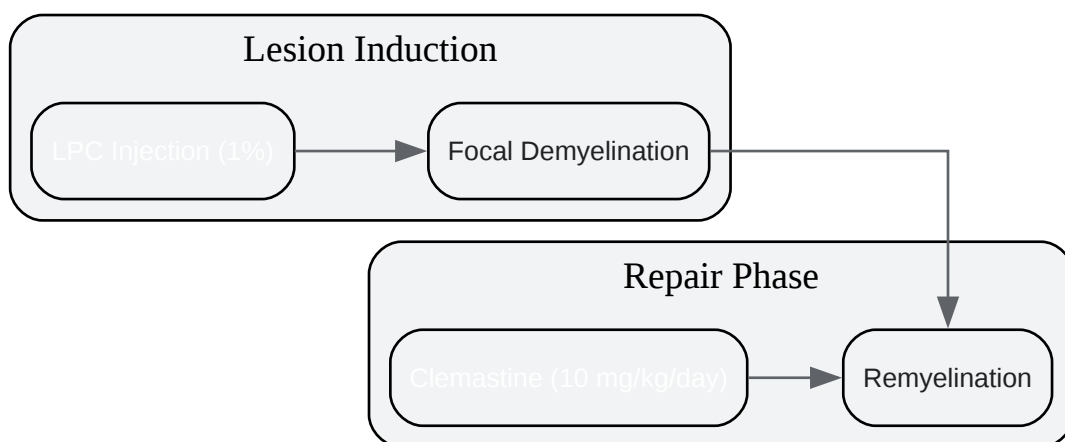 Lesion Induction
LPC Injection (1%)
Focal Demyelination
Repair Phase
Clemastine (10 mg/kg/day)
Remyelination